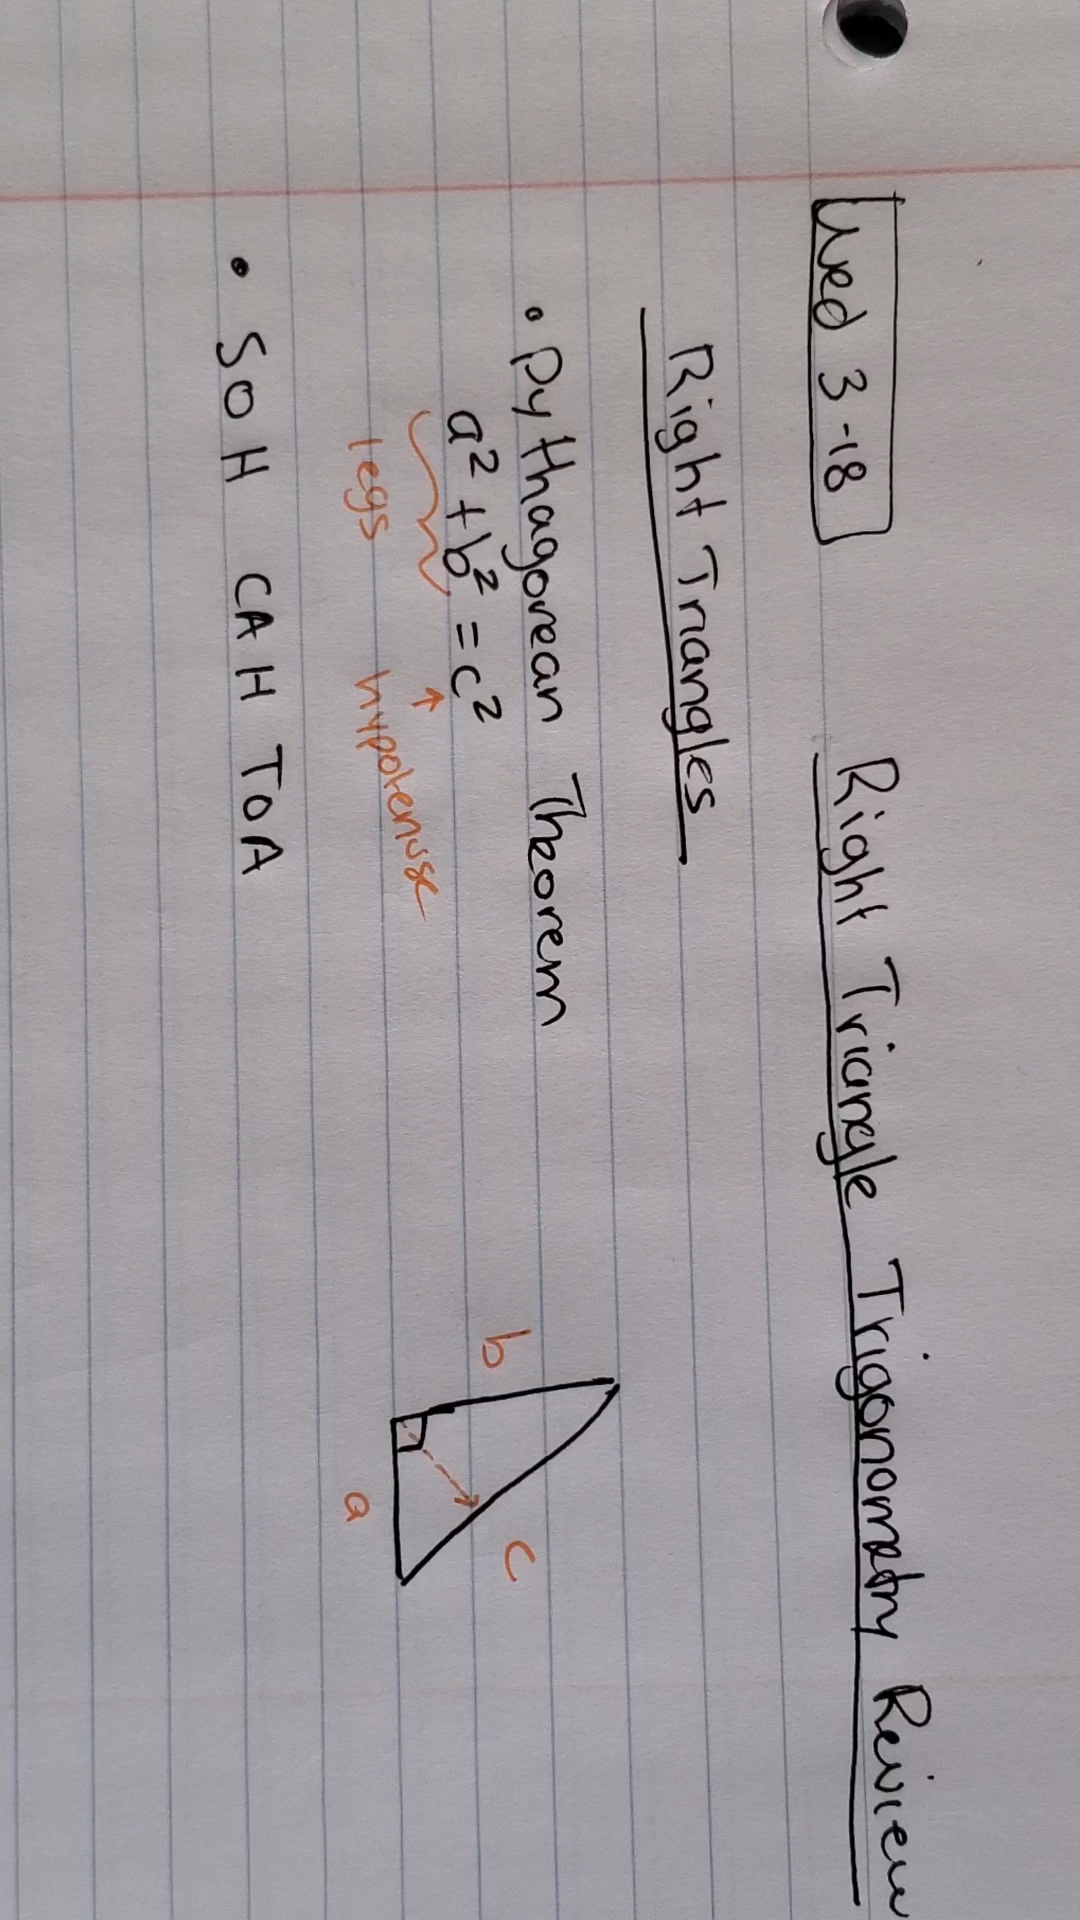 Wed 3-18 Right Triangle Trigonometry Review
Right Triangles
• Pythagorean Theorem
a² + b² = c²
legs hypotenuse
b c
a
• SOH CAH TOA